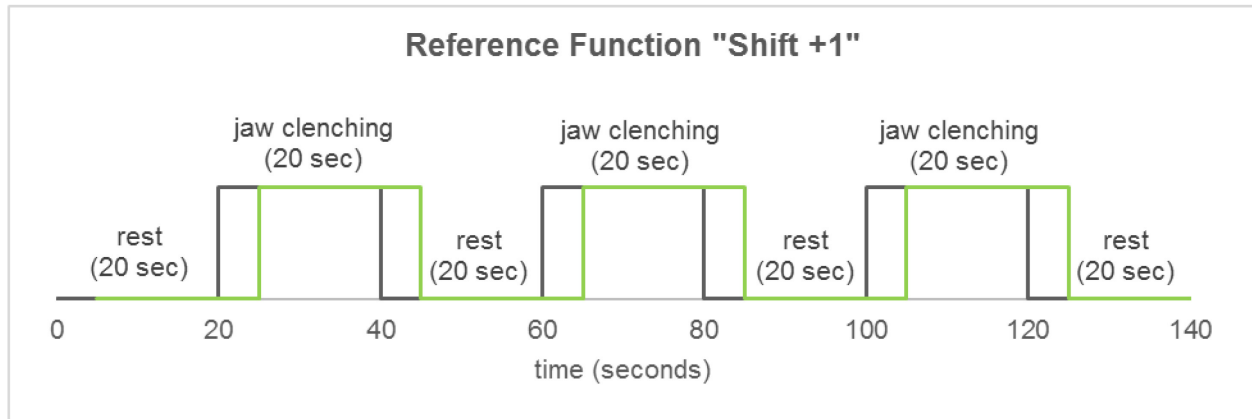 Reference Function "Shift +1"
jaw clenching
(20 sec)
jaw clenching
(20 sec)
jaw clenching
(20 sec)
rest
(20 sec)
rest
(20 sec)
rest
(20 sec)
rest
(20 sec)
0 20 40 60 80 100 120 140
time (seconds)